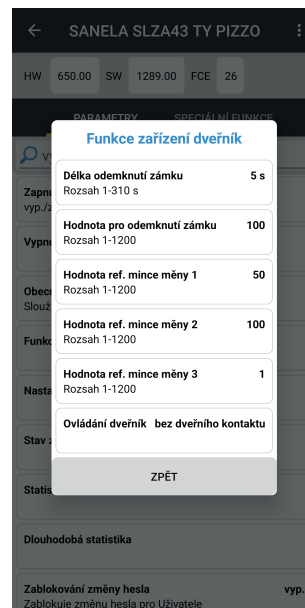 SANELA SLZA43 TY PIZZO
HW 650.00 SW 1289.00 FCE 26
PARAMETRY SPECIÁLNÍ FUNKCE
Funkce zařízení dveřník
Délka odemknutí zámku 5 s
Rozsah 1-310 s
Hodnota pro odemknutí zámku 100
Rozsah 1-1200
Hodnota ref. mince měny 1 50
Rozsah 1-1200
Hodnota ref. mince měny 2 100
Rozsah 1-1200
Hodnota ref. mince měny 3 1
Rozsah 1-1200
Ovládání dveřník bez dveřního kontaktu
ZPĚT
Stav
Dlouhodobá statistika
Zablokování změny hesla vyp.
Zablokuje změnu hesla pro Uživatele